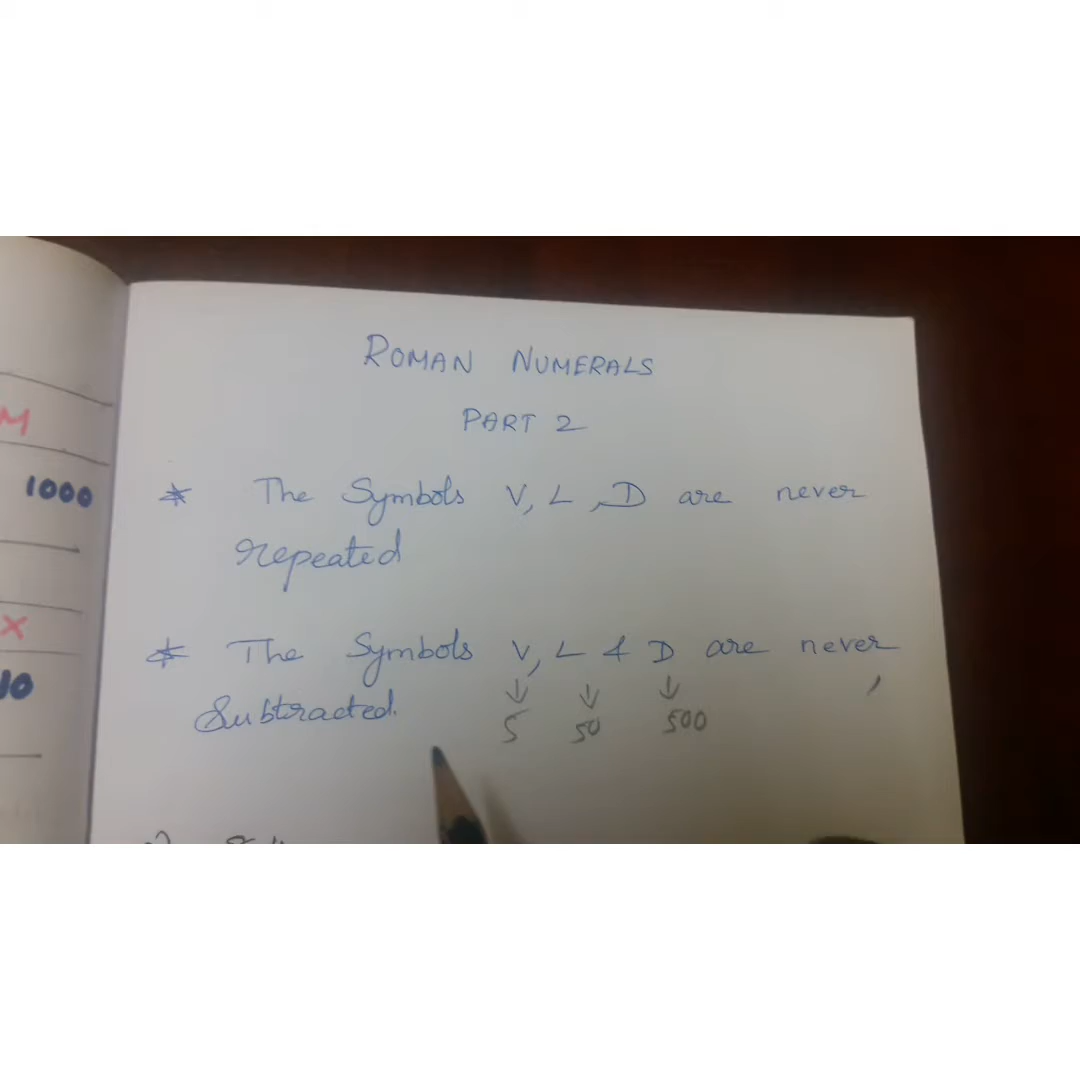 ROMAN NUMERALS
PART 2
M
1000
* The Symbols V, L, D are never
repeated
X
* The Symbols V, L & D are never
10
Subtracted.
↓ ↓ ↓
5 50 500